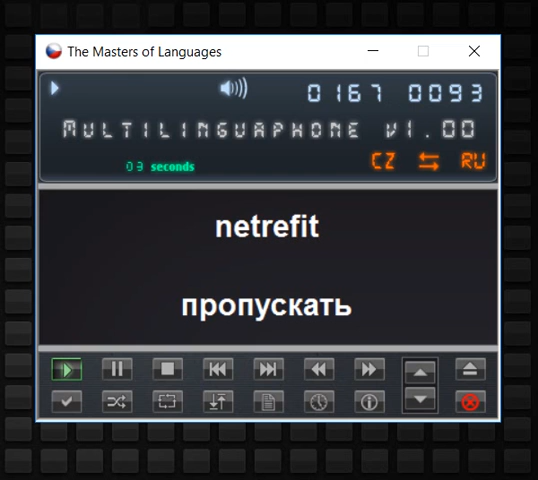 The Masters of Languages
0167 0093
MULTILINGUAPHONE v1.00
03 seconds
CZ RU
netrefit
пропускать